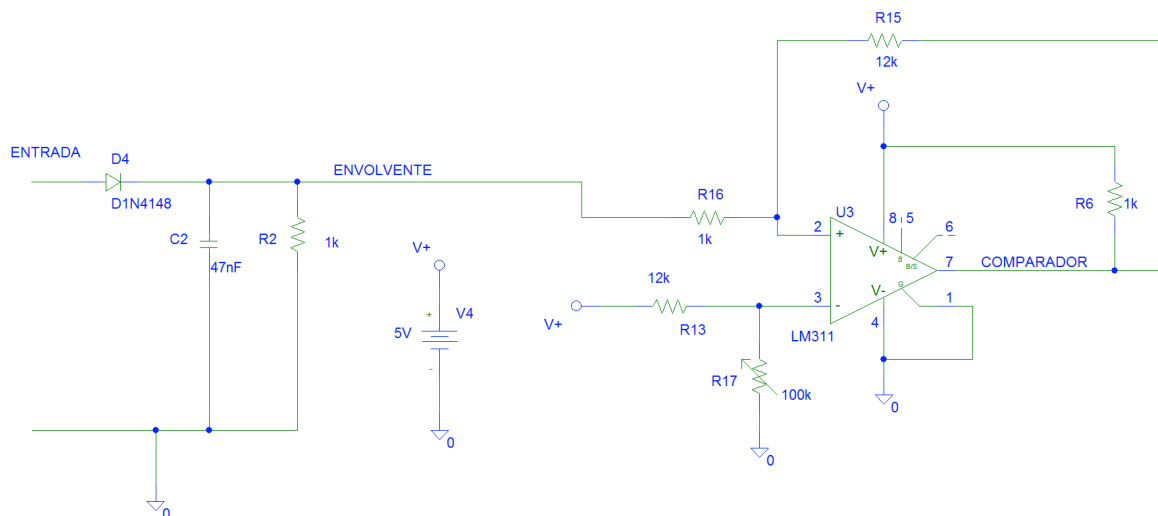 R15
12k
V+
ENTRADA
D4
D1N4148
ENVOLVENTE
R16
1k
U3
8
5
6
R6
1k
2
+
V+
B
B/S
7
COMPARADOR
C2
47nF
R2
1k
V+
+
V4
5V
-
0
12k
V+
R13
3
-
V-
G
1
4
LM311
R17
100k
0
0
0